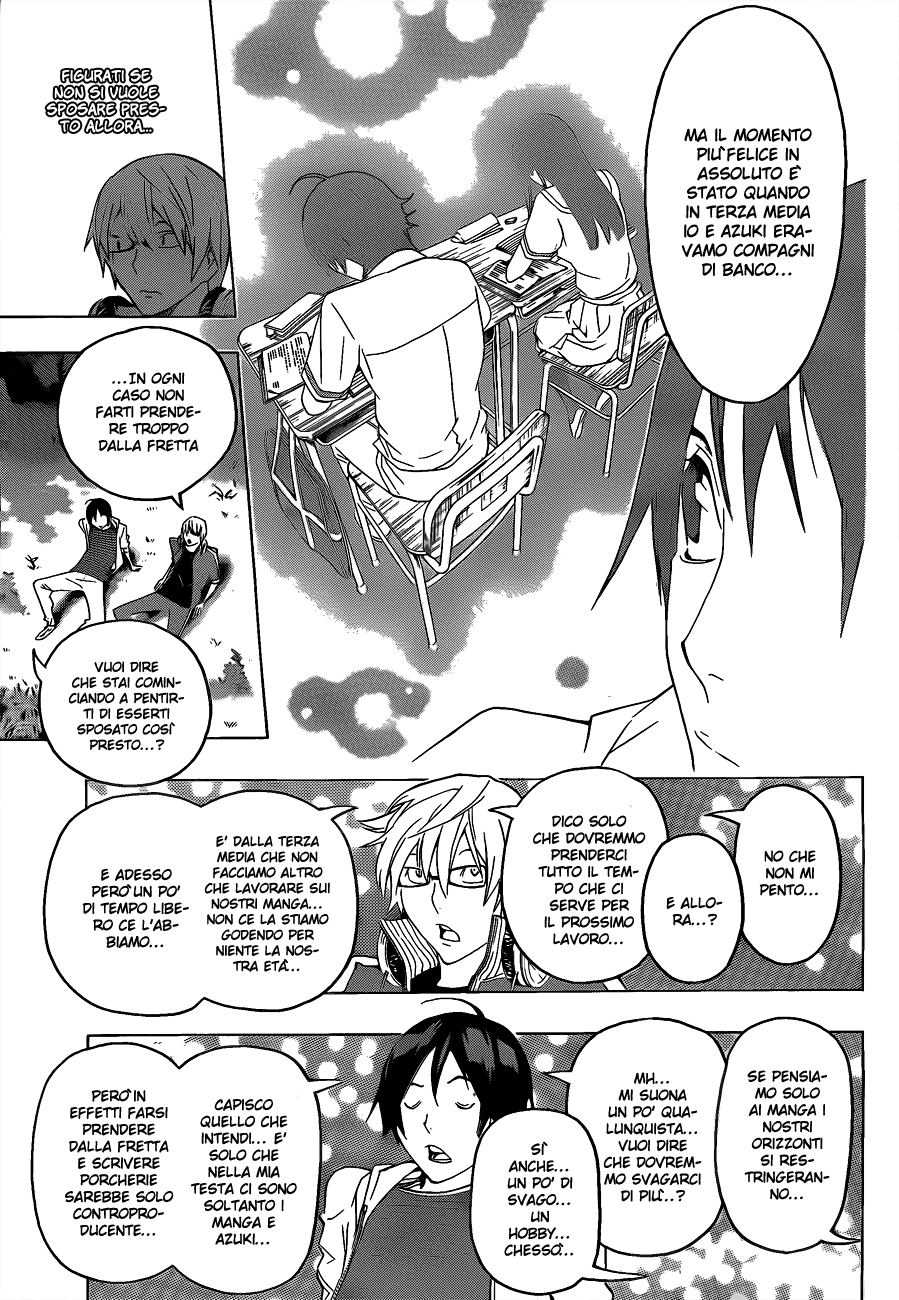 MA IL MOMENTO
PIÙ FELICE IN
ASSOLUTO È
STATO QUANDO
IN TERZA MEDIA
IO E AZUKI ERA-
VAMO COMPAGNI
DI BANCO...
FIGURATI SE
NON SI VUOLE
SPOSARE PRES-
TO ALLORA...
...IN OGNI
CASO NON
FARTI PRENDE-
RE TROPPO
DALLA FRETTA
VUOI DIRE
CHE STAI COMIN-
CIANDO A PENTIR-
TI DI ESSERTI
SPOSATO COSÌ
PRESTO...?
NO CHE
NON MI
PENTO...
E ALLO-
RA...?
DICO SOLO
CHE DOVREMMO
PRENDERCI
TUTTO IL TEM-
PO CHE CI
SERVE PER
IL PROSSIMO
LAVORO...
E' DALLA TERZA
MEDIA CHE NON
FACCIAMO ALTRO
CHE LAVORARE SUI
NOSTRI MANGA...
NON CE LA STIAMO
GODENDO PER
NIENTE LA NOS-
TRA ETÀ...
E ADESSO
PERÒ UN PO'
DI TEMPO LIBE-
RO CE L'AB-
BIAMO...
SE PENSIA-
MO SOLO
AI MANGA I
NOSTRI
ORIZZONTI
SI RES-
TRINGERAN-
NO...
MH...
MI SUONA
UN PO' QUA-
LUNQUISTA...
VUOI DIRE
CHE DOVREM-
MO SVAGARCI
DI PIÙ...?
SÌ
ANCHE...
UN PO' DI
SVAGO...
UN
HOBBY
CHESSÒ...
CAPISCO
QUELLO CHE
INTENDI... E'
SOLO CHE
NELLA MIA
TESTA CI SONO
SOLTANTO I
MANGA E
AZUKI...
PERÒ IN
EFFETTI FARSI
PRENDERE
DALLA FRETTA
E SCRIVERE
PORCHERIE
SAREBBE SOLO
CONTROPRO-
DUCENTE...